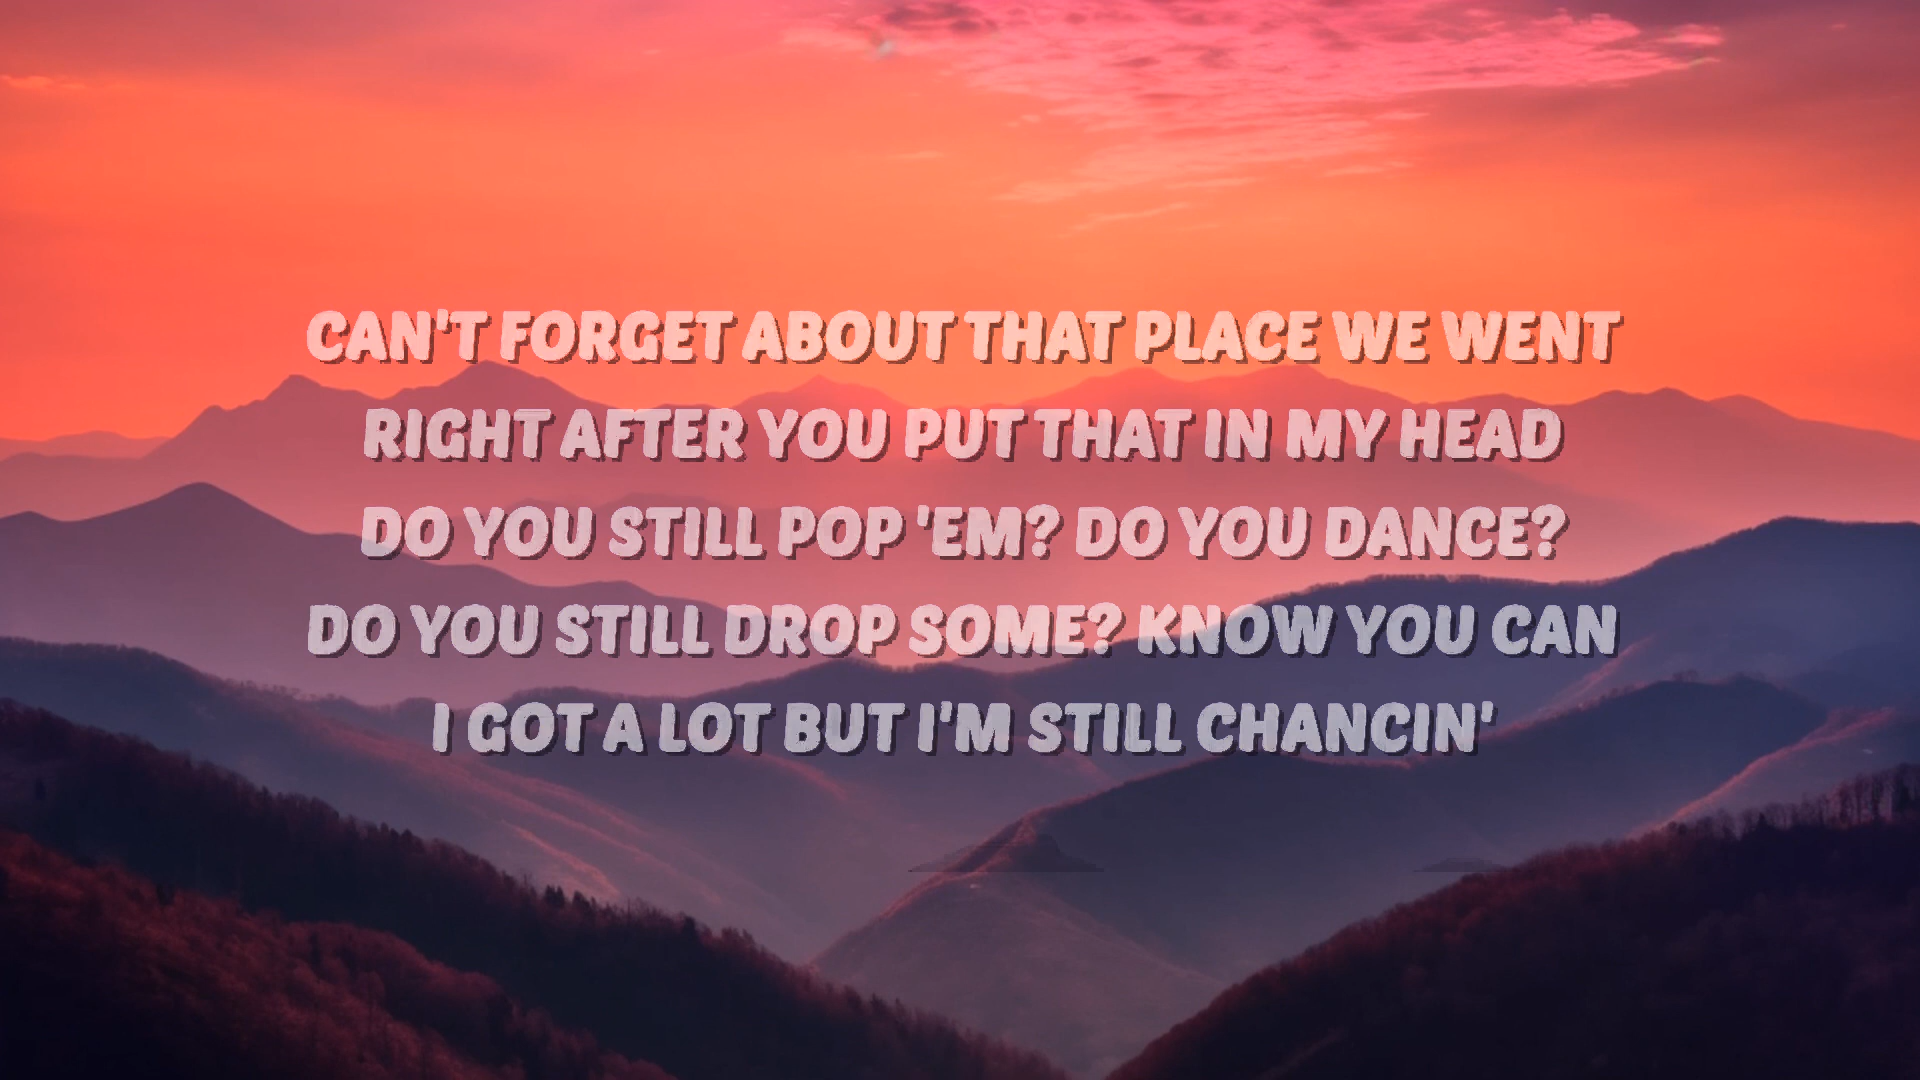 CAN'T FORGET ABOUT THAT PLACE WE WENT
RIGHT AFTER YOU PUT THAT IN MY HEAD
DO YOU STILL POP 'EM? DO YOU DANCE?
DO YOU STILL DROP SOME? KNOW YOU CAN
I GOT A LOT BUT I'M STILL CHANCIN'